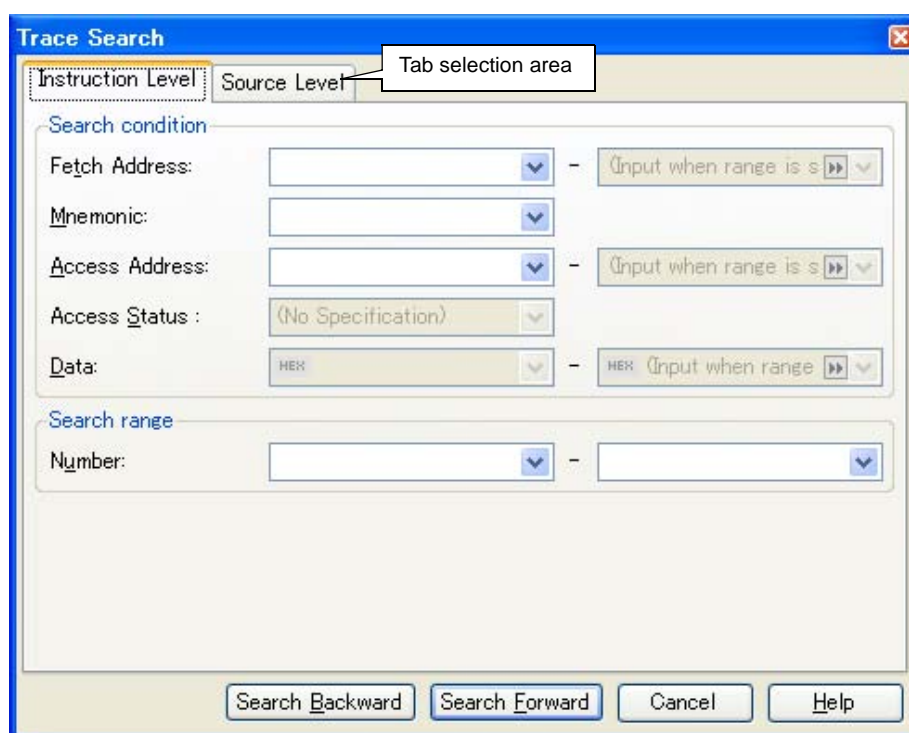 Trace Search
Instruction Level
Source Level
Tab selection area
Search condition
Fetch Address:
-
(Input when range is s
Mnemonic:
Access Address:
-
(Input when range is s
Access Status :
(No Specification)
Data:
HEX
-
HEX (Input when range
Search range
Number:
-
Search Backward
Search Forward
Cancel
Help